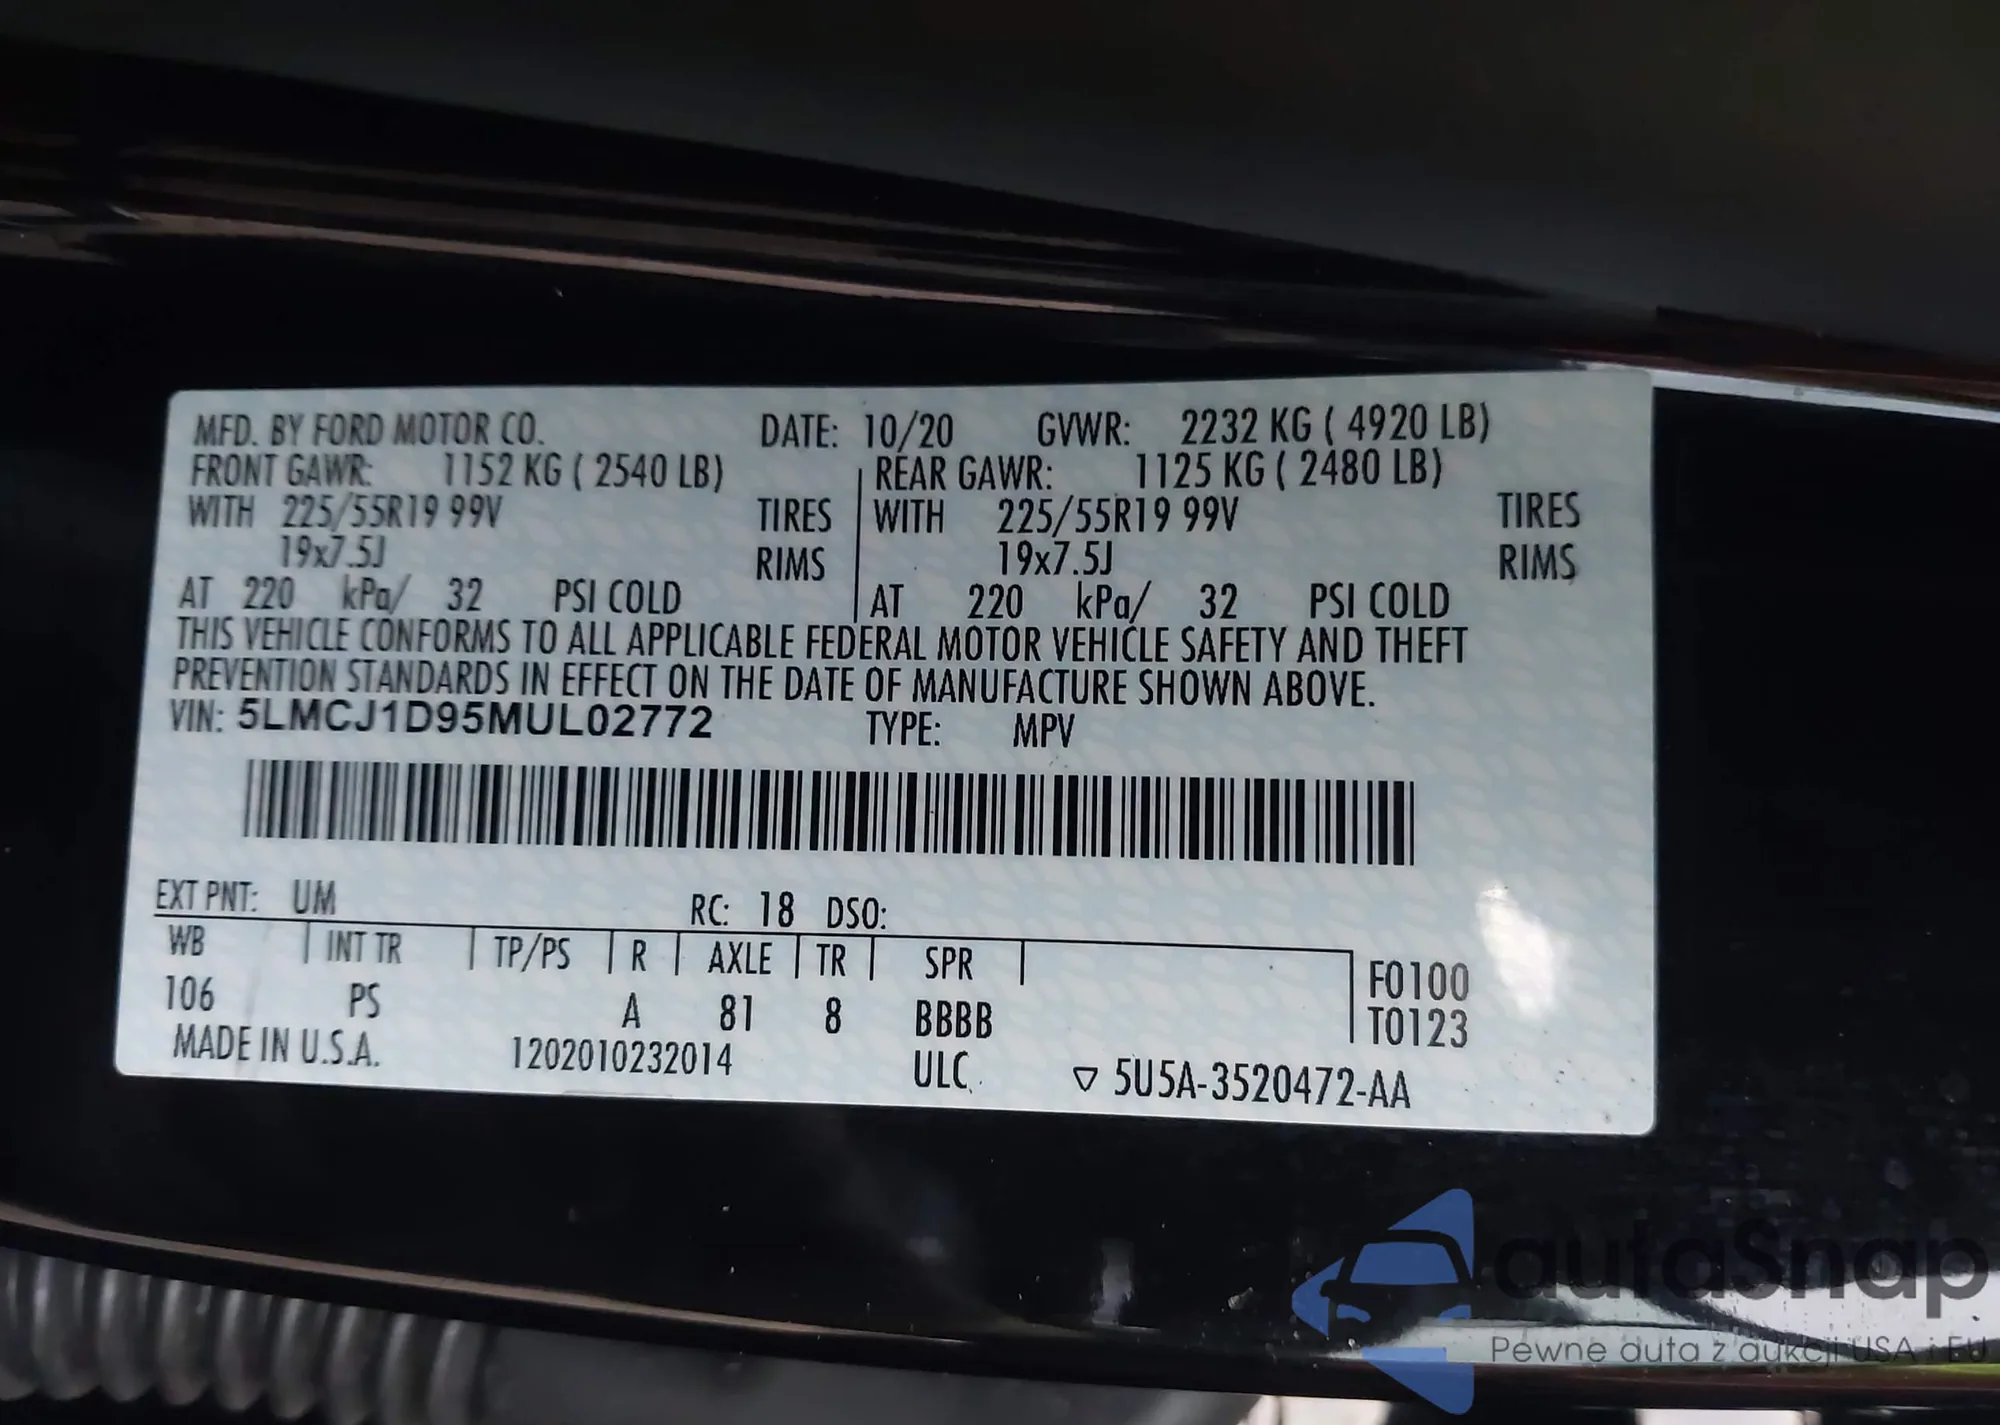 MFD. BY FORD MOTOR CO. DATE: 10/20 GVWR: 2232 KG ( 4920 LB)
FRONT GAWR: 1152 KG ( 2540 LB) REAR GAWR: 1125 KG ( 2480 LB)
WITH 225/55R19 99V TIRES WITH 225/55R19 99V TIRES
19x7.5J RIMS 19x7.5J RIMS
AT 220 kPa/ 32 PSI COLD AT 220 kPa/ 32 PSI COLD
THIS VEHICLE CONFORMS TO ALL APPLICABLE FEDERAL MOTOR VEHICLE SAFETY AND THEFT
PREVENTION STANDARDS IN EFFECT ON THE DATE OF MANUFACTURE SHOWN ABOVE.
VIN: 5LMCJ1D95MUL02772 TYPE: MPV
EXT PNT: UM RC: 18 DSO:
WB INT TR TP/PS R AXLE TR SPR F0100
106 PS A 81 8 BBBB T0123
MADE IN U.S.A. 1202010232014 ULC ▽ 5U5A-3520472-AA
autaSnap
Pewne auta z aukcji USA i EU